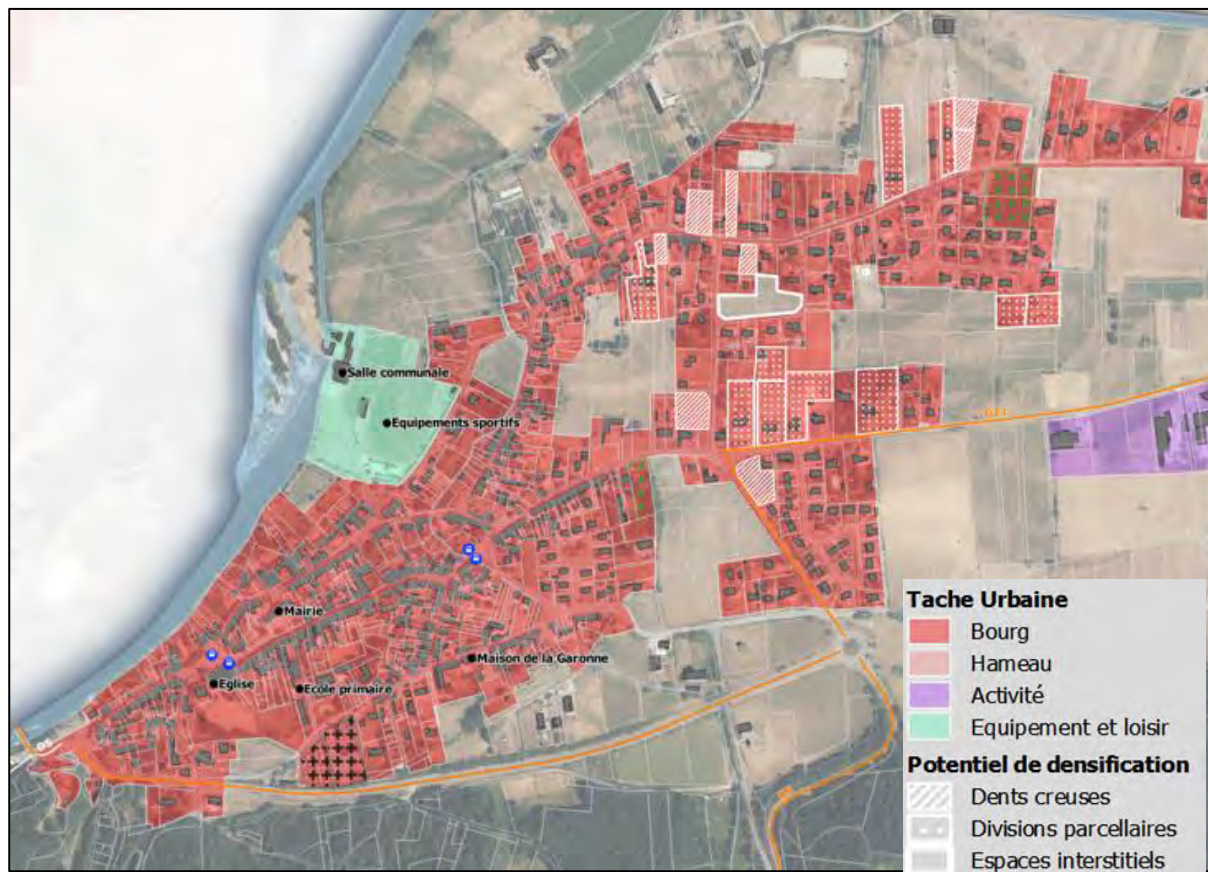 Salle communale
Equipements sportifs
Mairie
Maison de la Garonne
Eglise
Ecole primaire
Tache Urbaine
Bourg
Hameau
Activité
Equipement et loisir
Potentiel de densification
Dents creuses
Divisions parcellaires
Espaces interstitiels